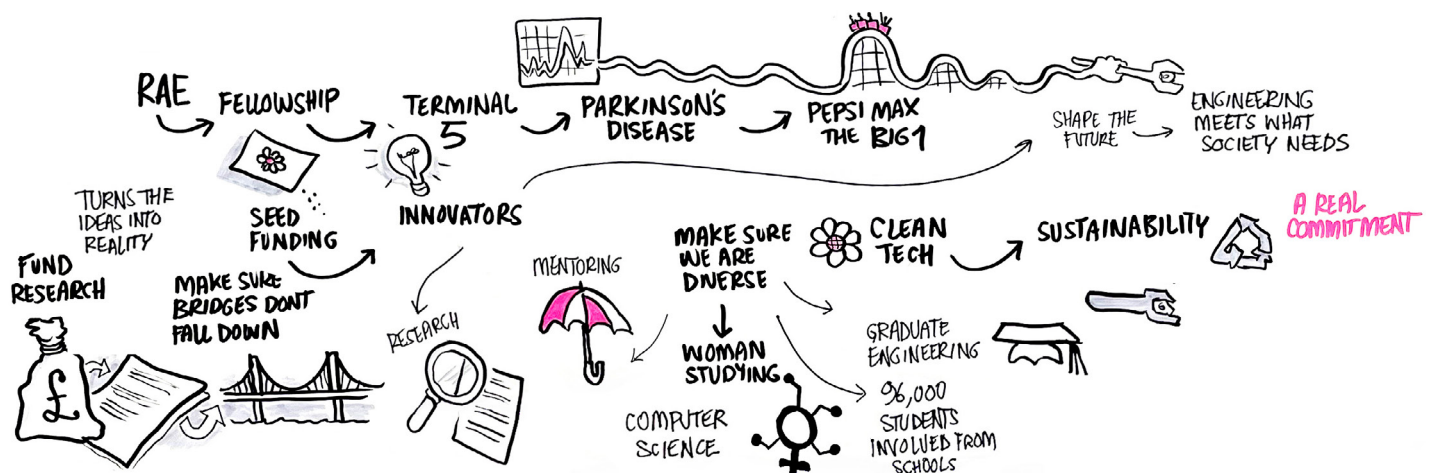 RAE
FELLOWSHIP
TERMINAL
5
PARKINSON'S
DISEASE
PEPSI MAX
THE BIG 1
SHAPE THE
FUTURE
ENGINEERING
MEETS WHAT
SOCIETY NEEDS
TURNS THE
IDEAS INTO
REALITY
SEED
FUNDING
INNOVATORS
FUND
RESEARCH
£
MAKE SURE
BRIDGES DONT
FALL DOWN
RESEARCH
MENTORING
MAKE SURE
WE ARE
DIVERSE
CLEAN
TECH
SUSTAINABILITY
A REAL
COMMITMENT
WOMAN
STUDYING
COMPUTER
SCIENCE
GRADUATE
ENGINEERING
96,000
STUDENTS
INVOLVED FROM
SCHOOLS